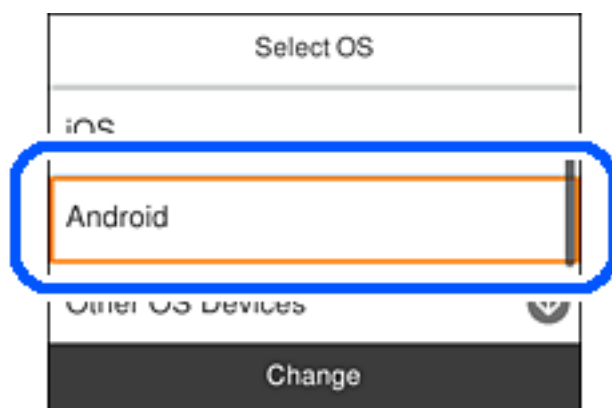 Select OS
iOS
Android
Other OS Devices
Change